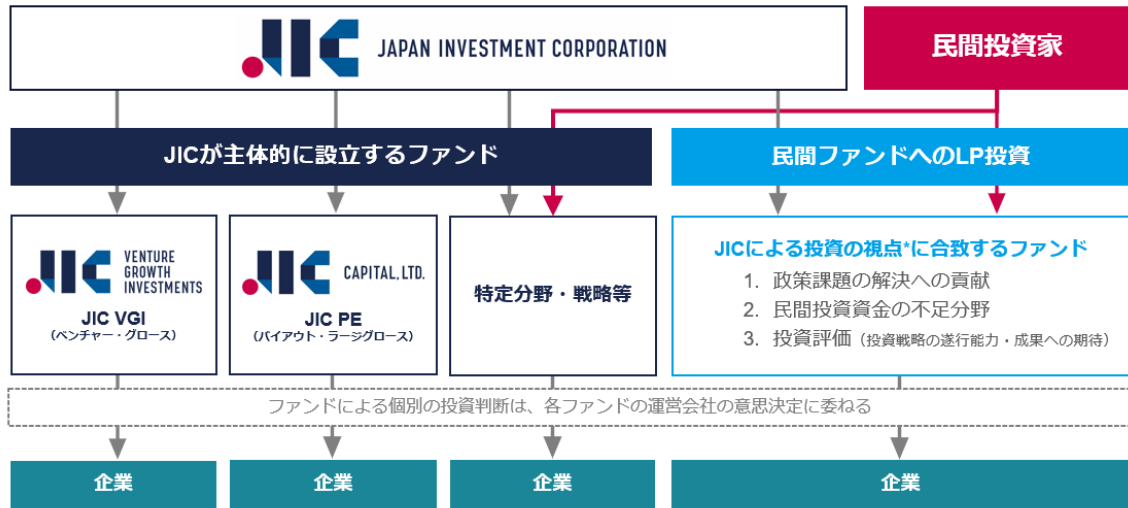 JIC JAPAN INVESTMENT CORPORATION
民間投資家
JICが主体的に設立するファンド
民間ファンドへのLP投資
JIC VENTURE
GROWTH
INVESTMENTS
JIC VGI
（ベンチャー・グロース）
JIC CAPITAL, LTD.
JIC PE
（バイアウト・ラージグロース）
特定分野・戦略等
JICによる投資の視点*に合致するファンド
1. 政策課題の解決への貢献
2. 民間投資資金の不足分野
3. 投資評価（投資戦略の遂行能力・成果への期待）
ファンドによる個別の投資判断は、各ファンドの運営会社の意思決定に委ねる
企業
企業
企業
企業